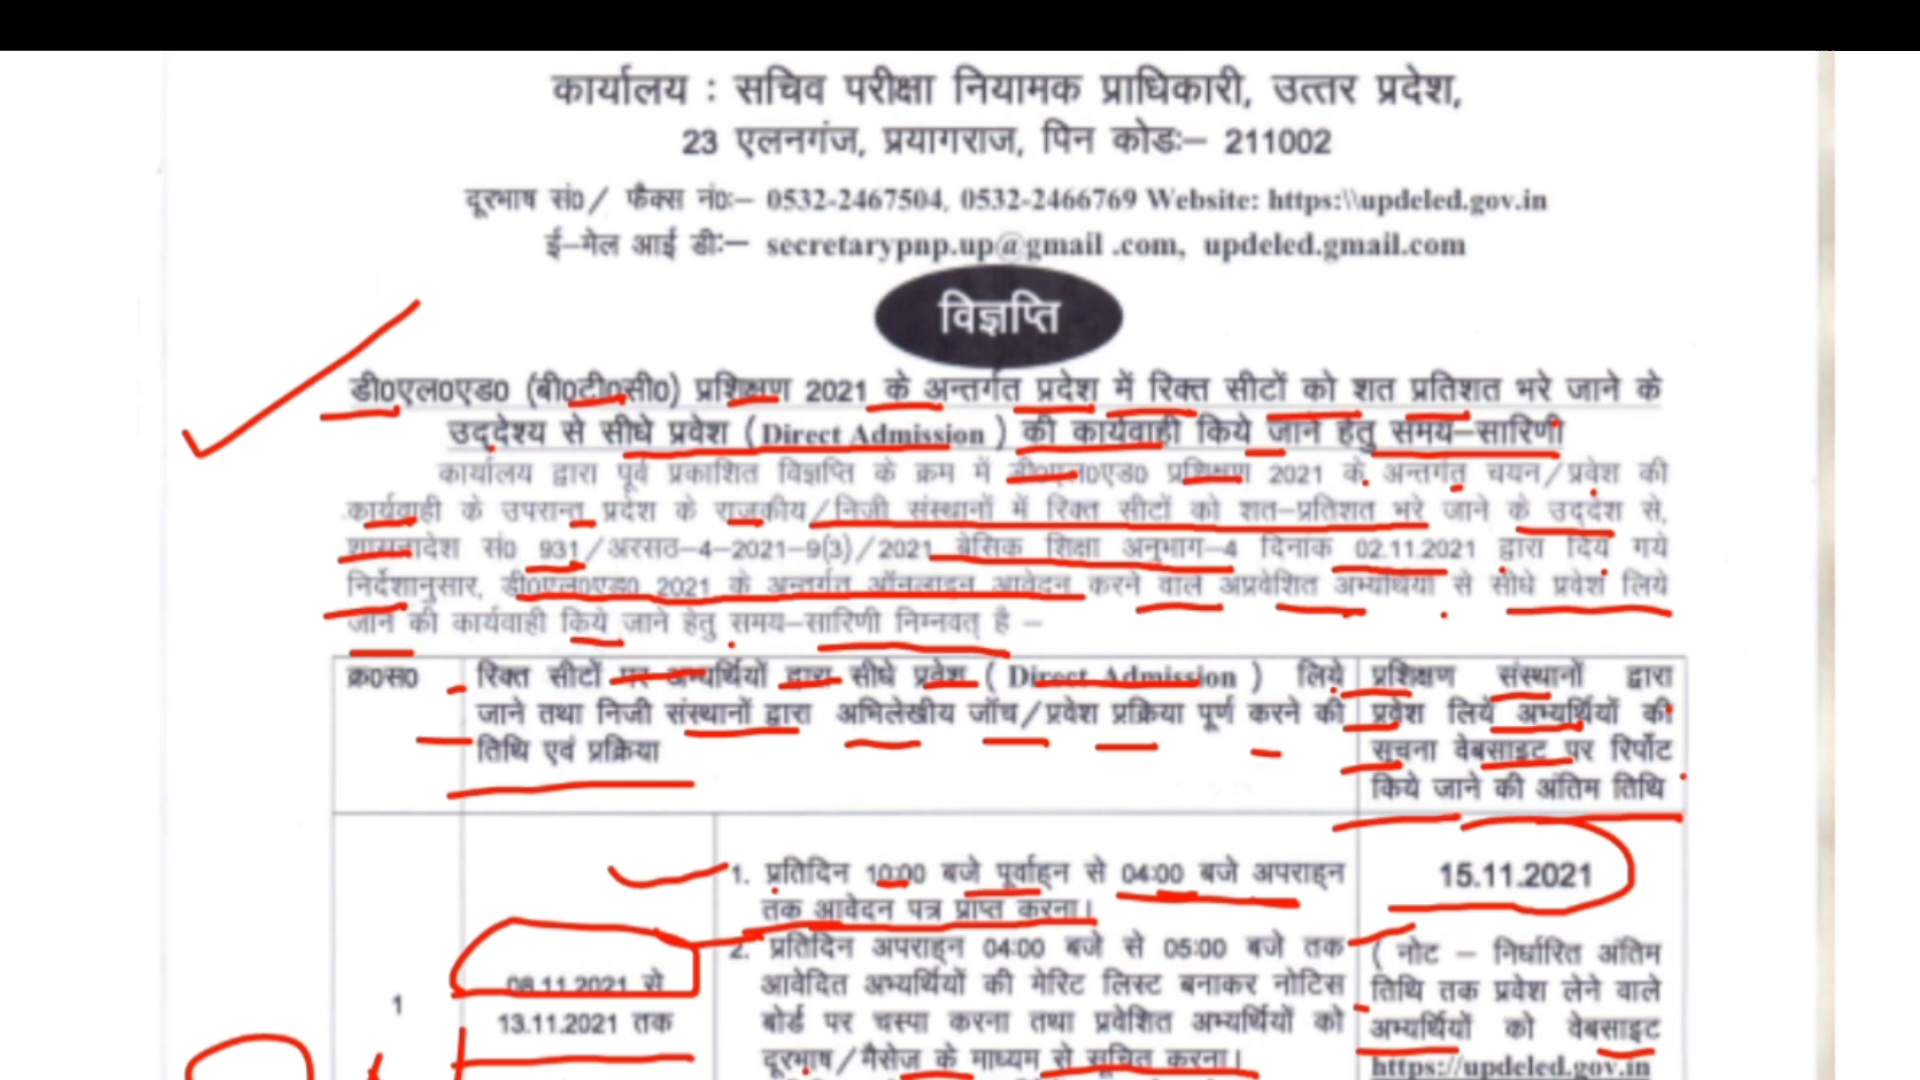 कार्यालय : सचिव परीक्षा नियामक प्राधिकारी, उत्तर प्रदेश,
23 एलनगंज, प्रयागराज, पिन कोडः– 211002
दूरभाष सं0/ फैक्स नं0:– 0532-2467504, 0532-2466769 Website: https:\\updeled.gov.in
ई–मेल आई डीः– secretarypnp.up@gmail .com, updeled.gmail.com
विज्ञप्ति
डी0एल0एड0 (बी0टी0सी0) प्रशिक्षण 2021 के अन्तर्गत प्रदेश में रिक्त सीटों को शत प्रतिशत भरे जाने के
उद्देश्य से सीधे प्रवेश ( Direct Admission ) की कार्यवाही किये जाने हेतु समय–सारिणी
कार्यालय द्वारा पूर्व प्रकाशित विज्ञप्ति के क्रम में डी0एल0एड0 प्रशिक्षण 2021 के अन्तर्गत चयन/प्रवेश की
कार्यवाही के उपरान्त प्रदेश के राजकीय/निजी संस्थानों में रिक्त सीटों को शत–प्रतिशत भरे जाने के उद्देश से,
शासनादेश सं0 931/अरसठ–4–2021–9(3)/2021 बेसिक शिक्षा अनुभाग–4 दिनांक 02.11.2021 द्वारा दिये गये
निर्देशानुसार, डी0एल0एड0 2021 के अन्तर्गत ऑनलाइन आवेदन करने वाले अप्रवेशित अभ्यर्थियों से सीधे प्रवेश लिये
जाने की कार्यवाही किये जाने हेतु समय–सारिणी निम्नवत् है –
क्र0स0
रिक्त सीटों पर अभ्यर्थियों द्वारा सीधे प्रवेश ( Direct Admission ) लिये
जाने तथा निजी संस्थानों द्वारा अभिलेखीय जॉच/प्रवेश प्रक्रिया पूर्ण करने की
तिथि एवं प्रक्रिया
प्रशिक्षण संस्थानों द्वारा
प्रवेश लिये अभ्यर्थियों की
सूचना वेबसाइट पर रिर्पोट
किये जाने की अंतिम तिथि
1
08.11.2021 से
13.11.2021 तक
1. प्रतिदिन 10:00 बजे पूर्वाह्न से 04:00 बजे अपराह्न
तक आवेदन पत्र प्राप्त करना।
2. प्रतिदिन अपराह्न 04:00 बजे से 05:00 बजे तक
आवेदित अभ्यर्थियों की मेरिट लिस्ट बनाकर नोटिस
बोर्ड पर चस्पा करना तथा प्रवेशित अभ्यर्थियों को
दूरभाष/मैसेज के माध्यम से सूचित करना।
15.11.2021
( नोट – निर्धारित अंतिम
तिथि तक प्रवेश लेने वाले
अभ्यर्थियों को वेबसाइट
https://updeled.gov.in